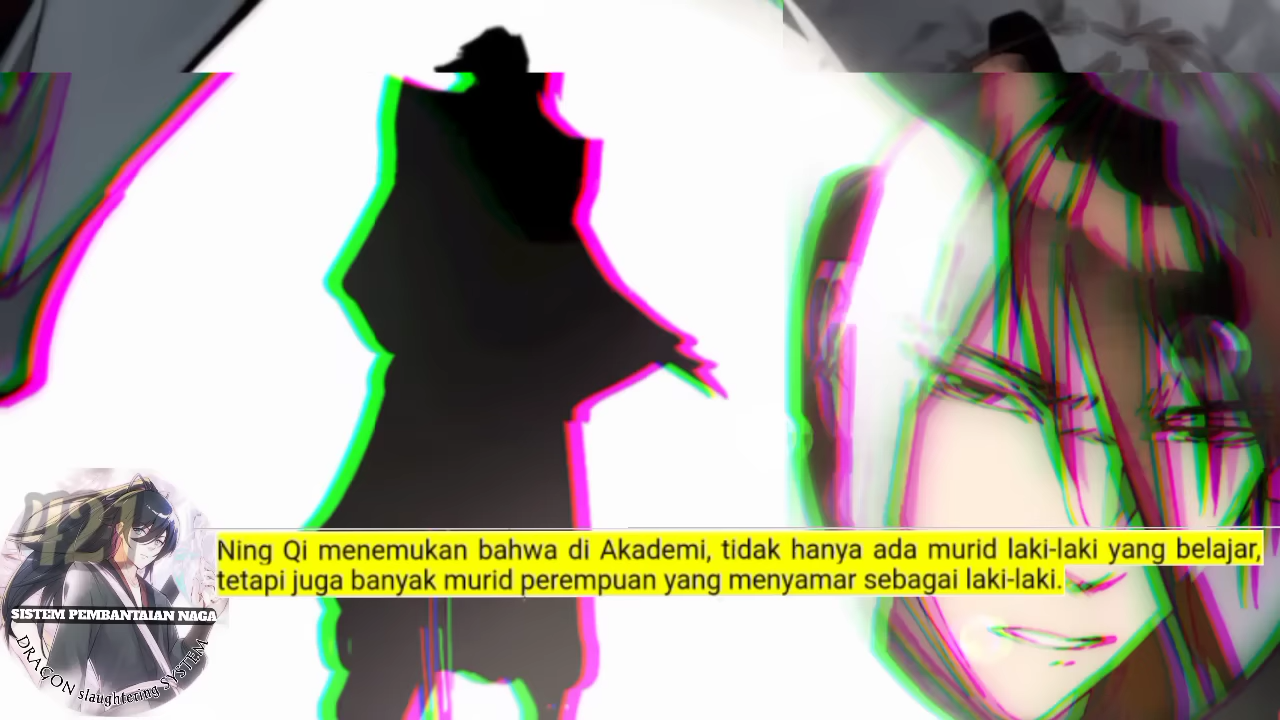 Ning Qi menemukan bahwa di Akademi, tidak hanya ada murid laki-laki yang belajar,
tetapi juga banyak murid perempuan yang menyamar sebagai laki-laki.
421
SISTEM PEMBANTAIAN NAGA
DRAGON slaughtering SYSTEM